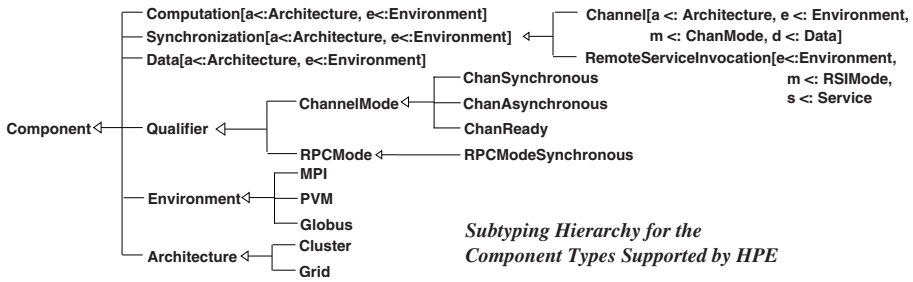 Computation[a<:Architecture, e<:Environment]
Synchronization[a<:Architecture, e<:Environment]
Data[a<:Architecture, e<:Environment]
Channel[a <: Architecture, e <: Environment,
m <: ChanMode, d <: Data]
RemoteServiceInvocation[e<:Environment,
m <: RSIMode,
s <: Service
Component
Qualifier
ChannelMode
ChanSynchronous
ChanAsynchronous
ChanReady
RPCMode
RPCModeSynchronous
Environment
MPI
PVM
Globus
Architecture
Cluster
Grid
Subtyping Hierarchy for the
Component Types Supported by HPE